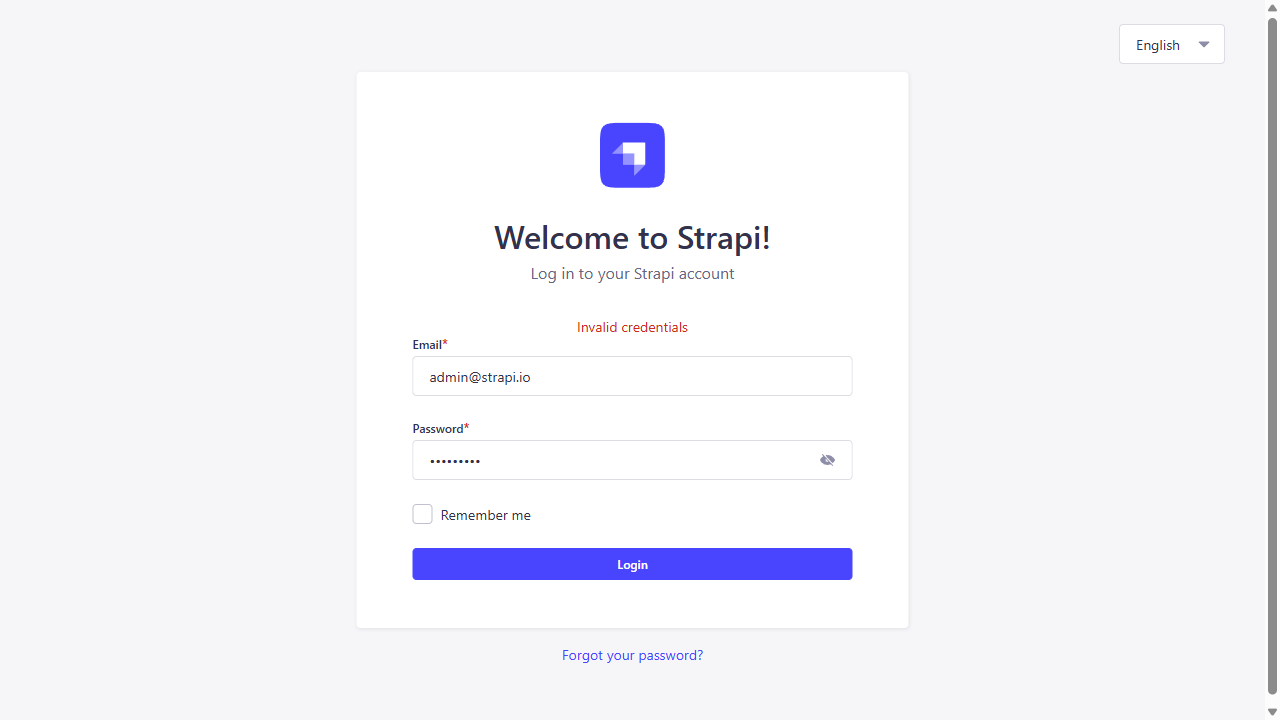 English
Welcome to Strapi!
Log in to your Strapi account
Invalid credentials
Email*
admin@strapi.io
Password*
•••••••••
Remember me
Login
Forgot your password?